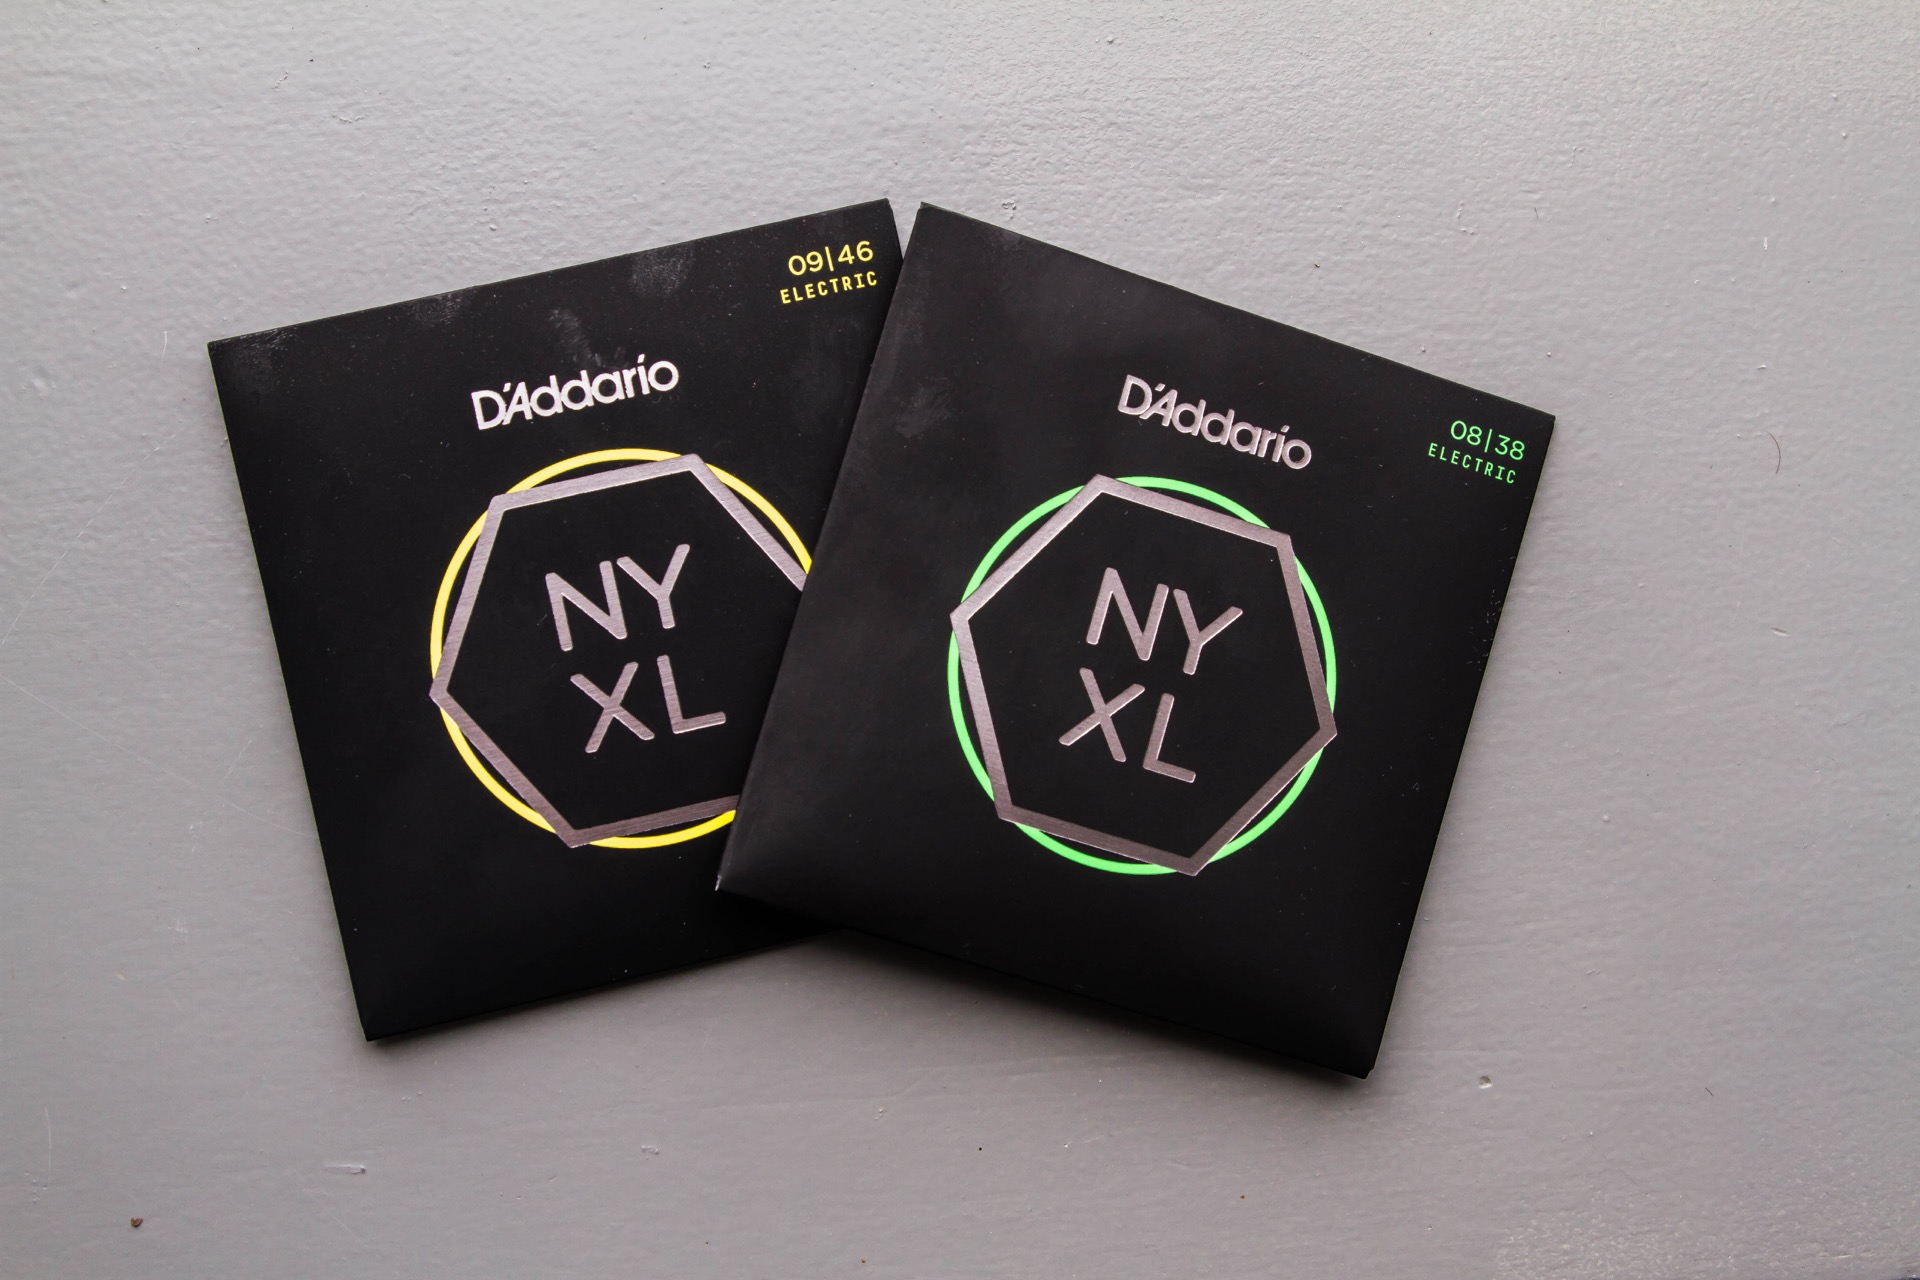 09|46
ELECTRIC
D'Addario
NY
XL
08|38
ELECTRIC
D'Addario
NY
XL